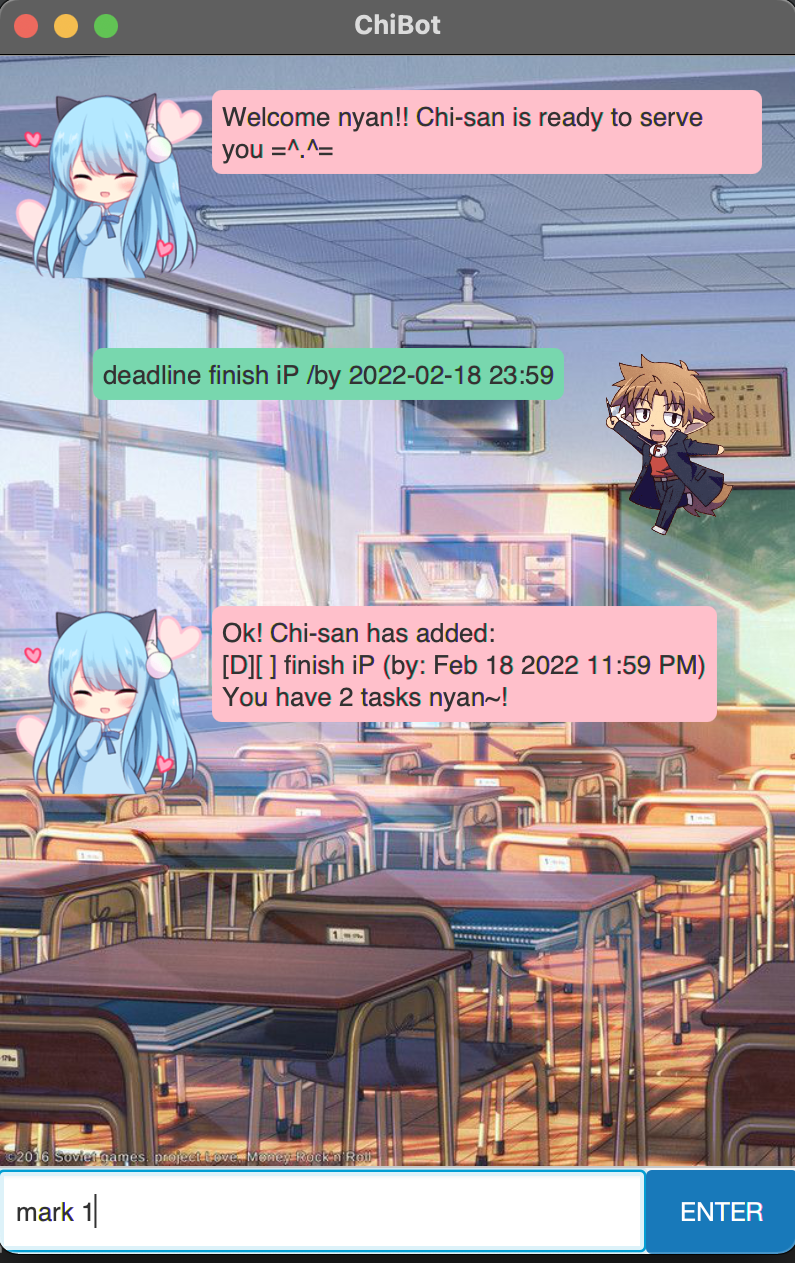 ChiBot
Welcome nyan!! Chi-san is ready to serve
you =^.^=
deadline finish iP /by 2022-02-18 23:59
Ok! Chi-san has added:
[D][ ] finish iP (by: Feb 18 2022 11:59 PM)
You have 2 tasks nyan~!
1
©2016 Soviet games. project Love, Money Rock'n'Roll
mark 1
ENTER